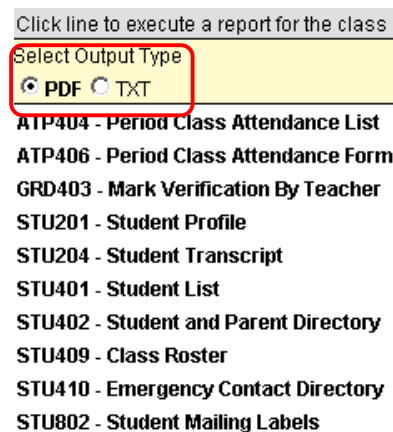 Click line to execute a report for the class
Select Output Type
PDF TXT
ATP404 - Period Class Attendance List
ATP406 - Period Class Attendance Form
GRD403 - Mark Verification By Teacher
STU201 - Student Profile
STU204 - Student Transcript
STU401 - Student List
STU402 - Student and Parent Directory
STU409 - Class Roster
STU410 - Emergency Contact Directory
STU802 - Student Mailing Labels